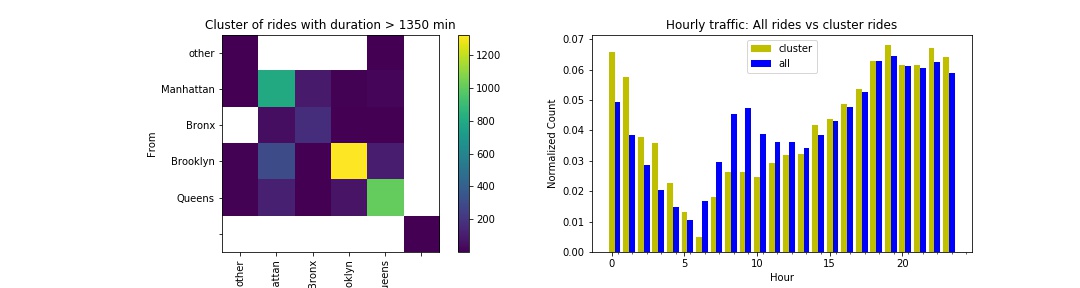 Cluster of rides with duration > 1350 min
From
other
Manhattan
Bronx
Brooklyn
Queens
other
attan
Bronx
oklyn
ueens
1200
1000
800
600
400
200
Hourly traffic: All rides vs cluster rides
cluster
all
Normalized Count
0.07
0.06
0.05
0.04
0.03
0.02
0.01
0.00
0 5 10 15 20
Hour